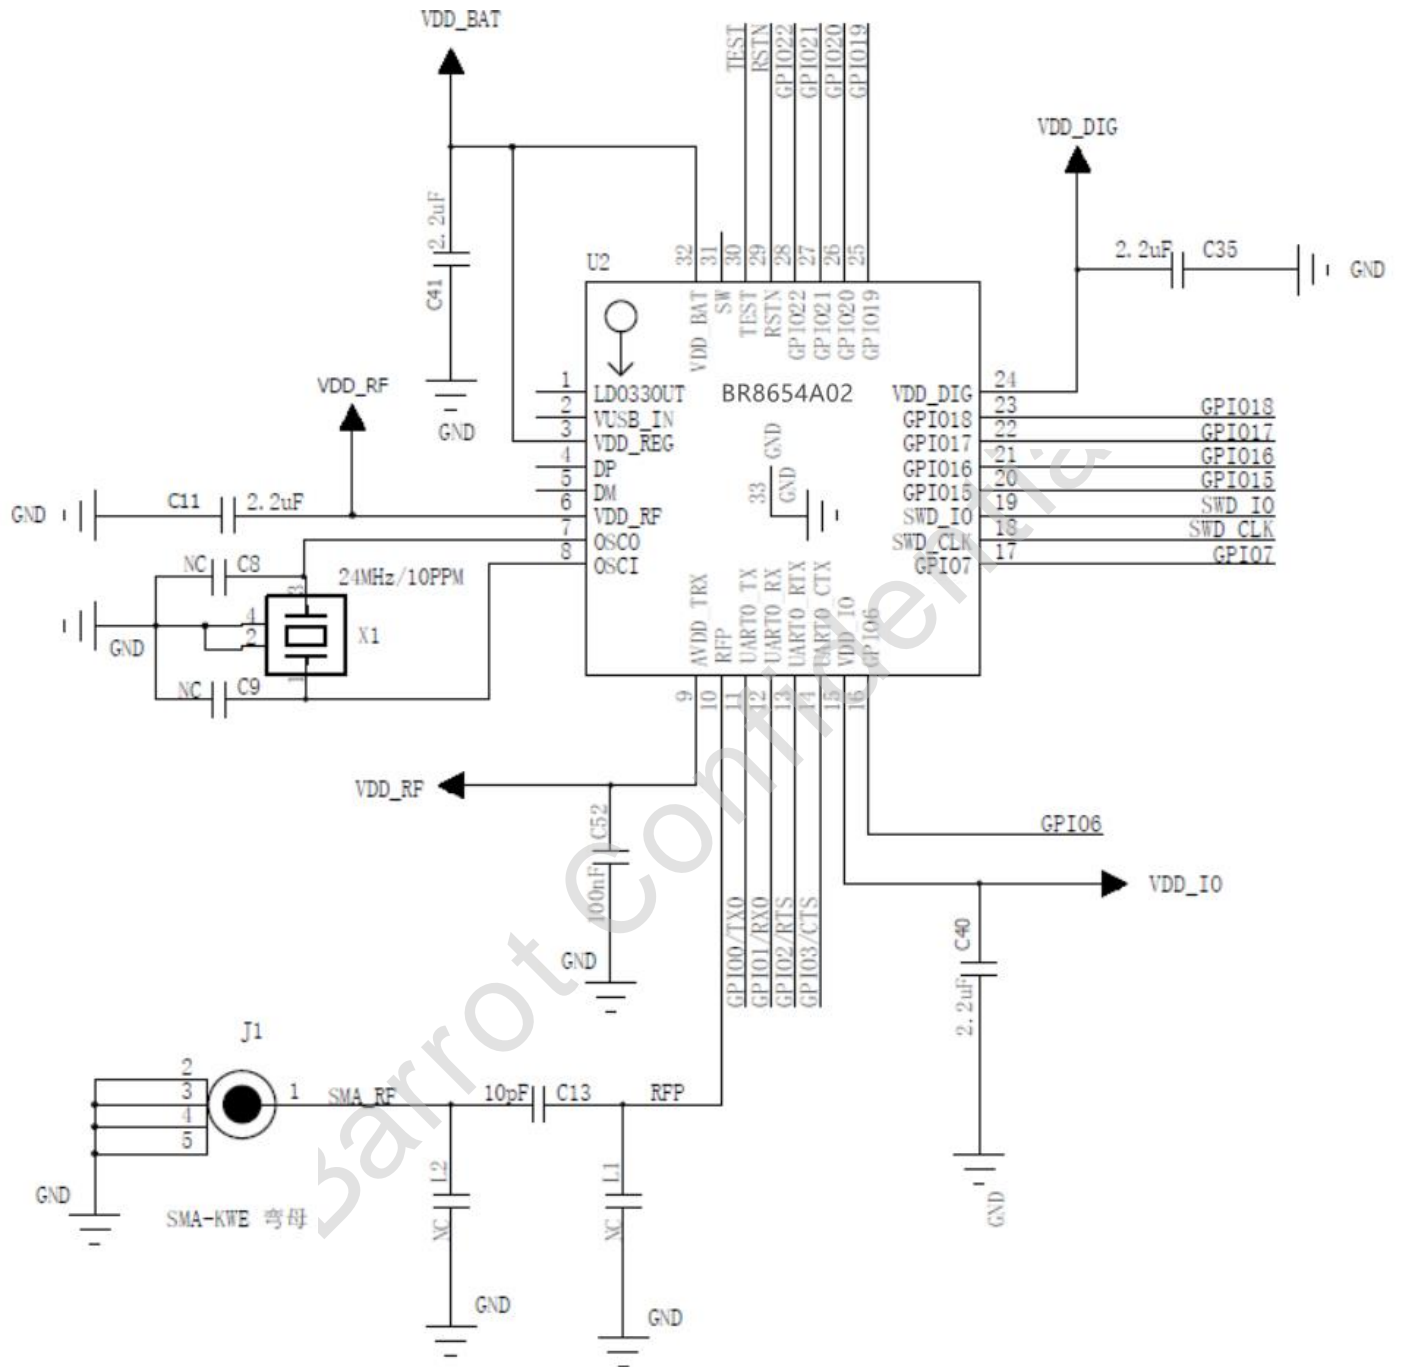 VDD_BAT
TEST
RSTN
GPIO22
GPIO21
GPIO20
GPIO19
VDD_DIG
2.2uF
C41
GND
2.2uF C35
GND
U2
32
31
30
29
28
27
26
25
VDD_BAT
SW
TEST
RSTN
GPIO22
GPIO21
GPIO20
GPIO19
BR8654A02
VDD_RF
1 LDO33OUT
2 VUSB_IN
3 VDD_REG
4 DP
5 DM
6 VDD_RF
7 OSCO
8 OSCI
VDD_DIG 24
GPIO18 23 GPIO18
GPIO17 22 GPIO17
GPIO16 21 GPIO16
GPIO15 20 GPIO15
SWD_IO 19 SWD_IO
SWD_CLK 18 SWD_CLK
GPIO7 17 GPIO7
33
GND
GND
GND
C11 2.2uF
NC C8
24MHz/10PPM
3
4
2
1
X1
GND
NC C9
AVDD_TRX
RFP
UART0_TX
UART0_RX
UART0_RTX
UART0_CTX
VDD_IO
GPIO6
9
10
11
12
13
14
15
16
VDD_RF
C52
100nF
GND
GPIO0/TX0
GPIO1/RX0
GPIO2/RTS
GPIO3/CTS
GPIO6
VDD_IO
C40
2.2uF
GND
J1
2
3
4
5
1
SMA_RF
10pF C13
RFP
GND
SMA-KWE 弯母
L2
NC
GND
L1
NC
GND
Barrot Confidential